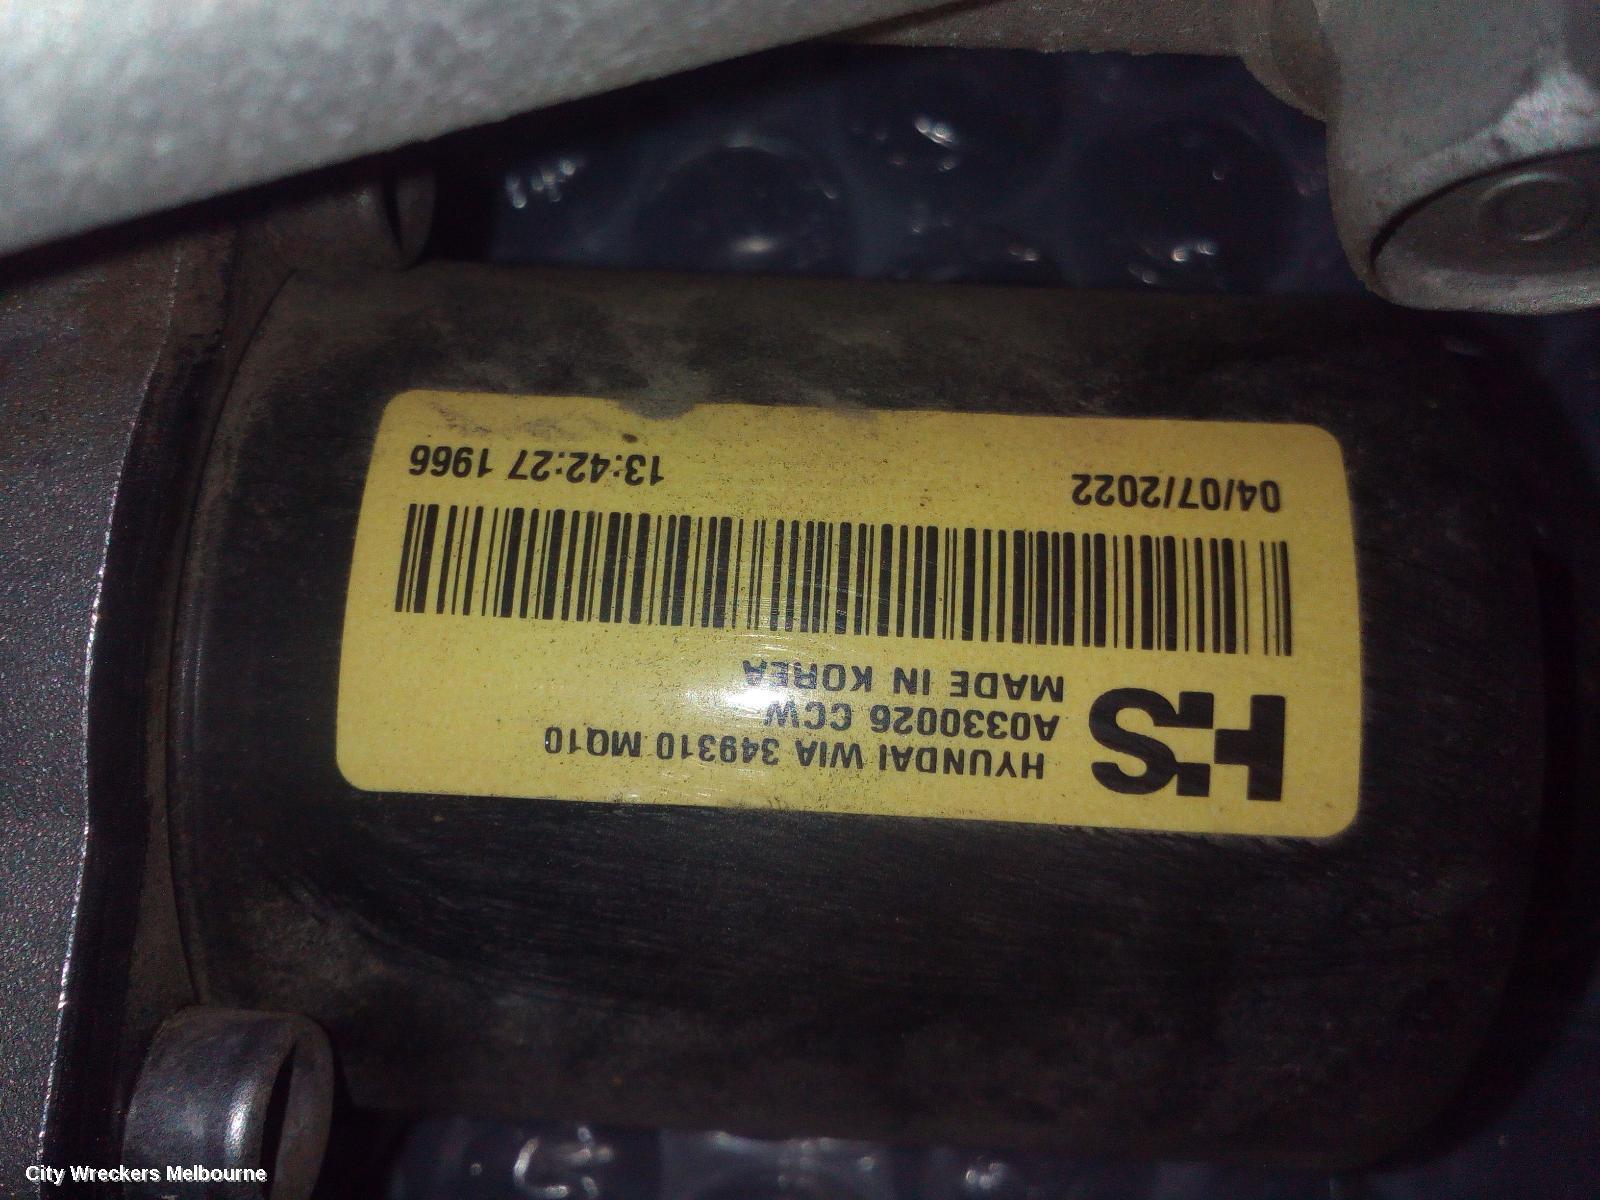 HS
HYUNDAI WIA 349310 MQ10
A0330026 CCW
MADE IN KOREA
04/07/2022 13:42:27 1966
City Wreckers Melbourne